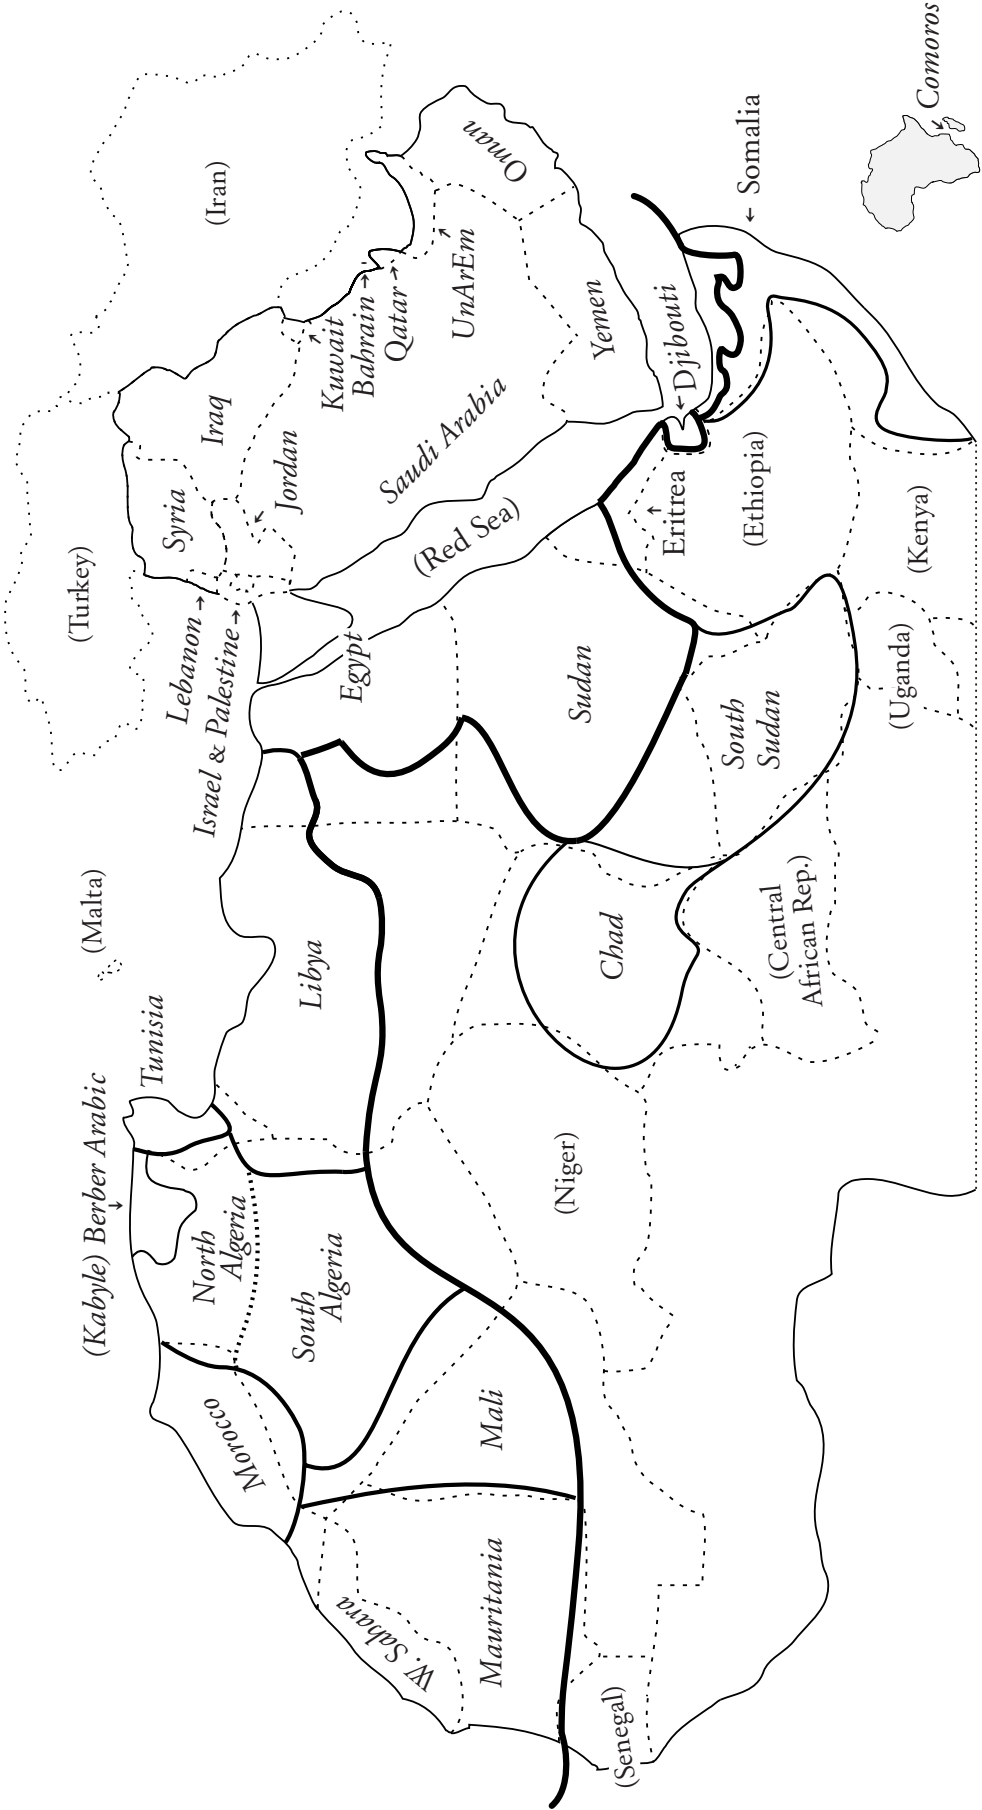 (Kabyle) Berber Arabic
Tunisia
(Malta)
(Turkey)
(Iran)
Morocco
North
Algeria
South
Algeria
Libya
Israel & Palestine
Lebanon
Egypt
Syria
Jordan
Iraq
Kuwait
Bahrain
Qatar
UnArEm
Oman
Saudi Arabia
Yemen
(Red Sea)
W. Sahara
Mauritania
Mali
(Senegal)
(Niger)
Chad
Sudan
South
Sudan
(Central
African Rep.)
Eritrea
Djibouti
(Ethiopia)
Somalia
(Uganda)
(Kenya)
Comoros